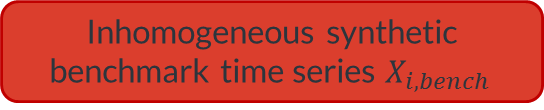 Inhomogeneous synthetic
benchmark time series $X_{i,bench}$